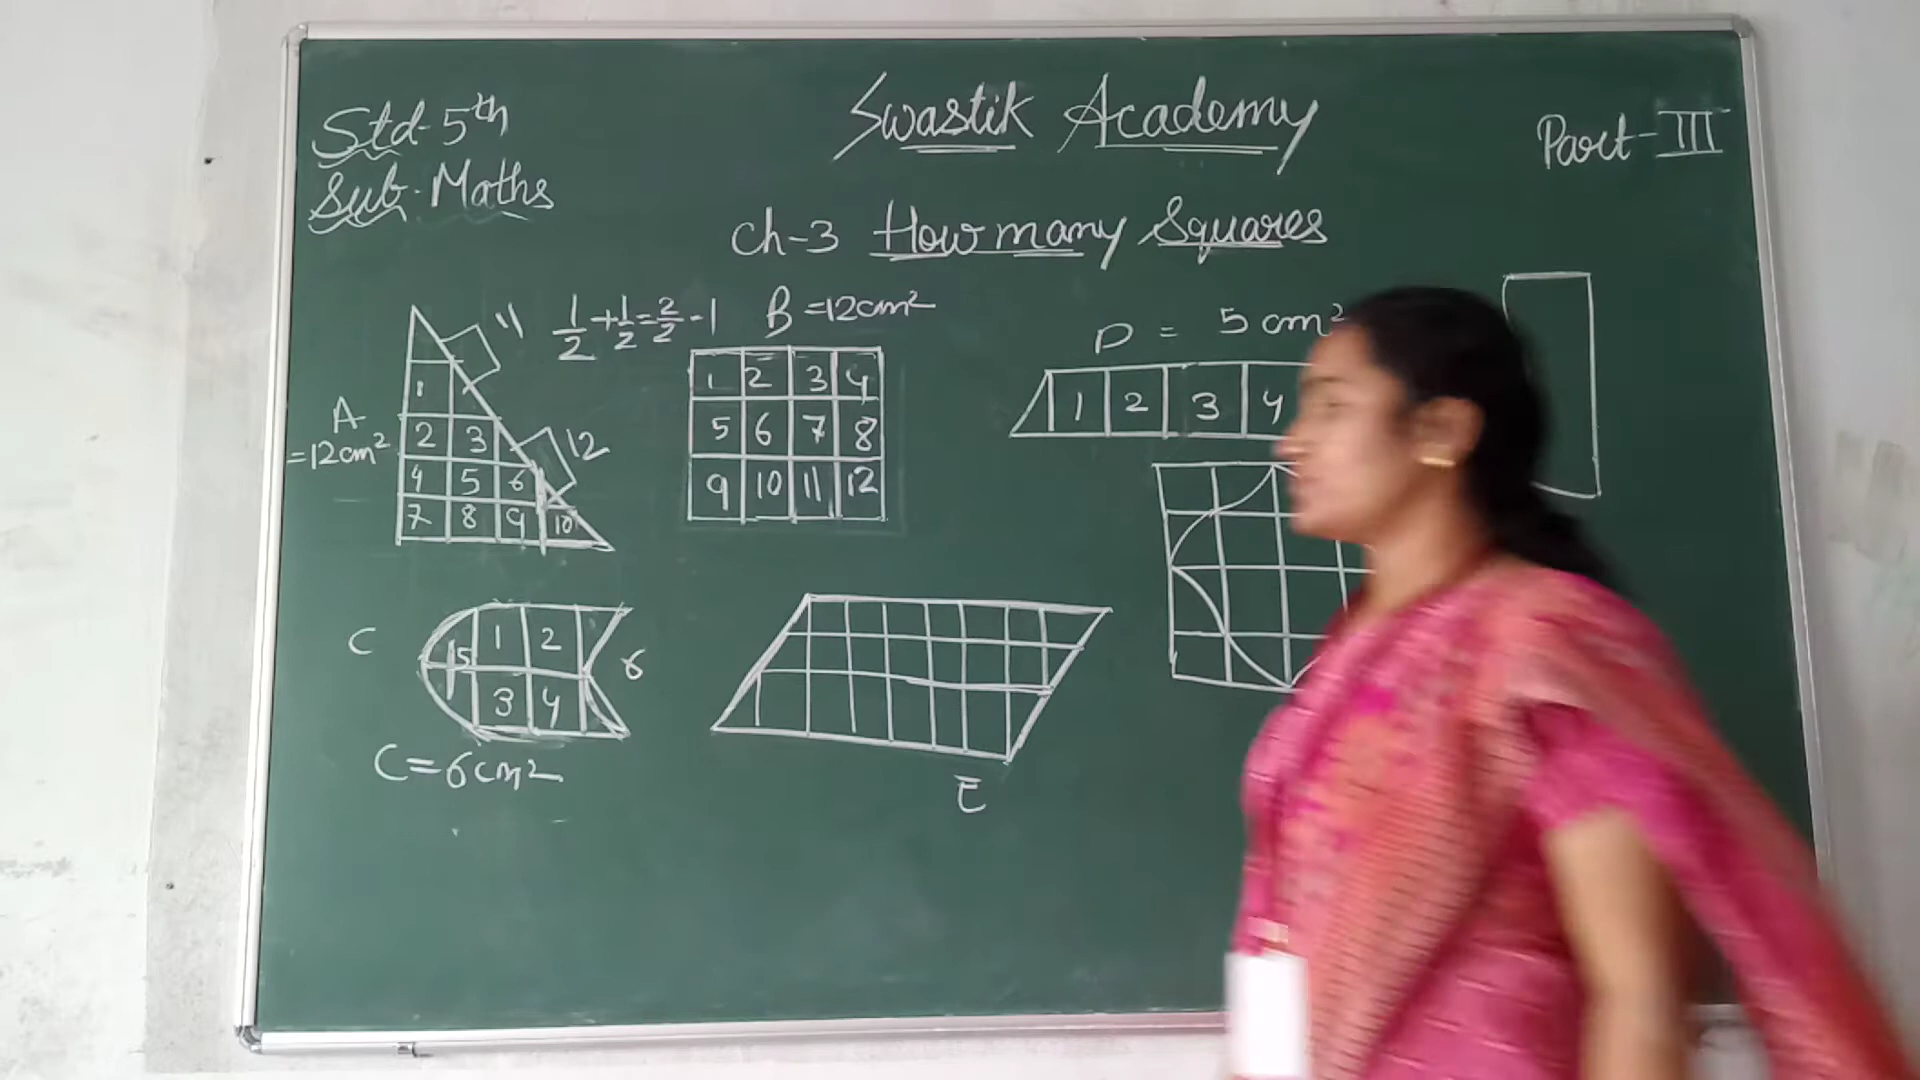 Std-5th
Sub-Maths
Swastik Academy
Part-III
Ch-3 How many Squares
A
=12cm²
1
2 3
4 5 6
7 8 9 10
11
12
1/2+1/2=2/2-1
B =12cm²
1 2 3 4
5 6 7 8
9 10 11 12
D = 5cm²
1 2 3 4
C
1 2
5
3 4
6
C=6cm²
E